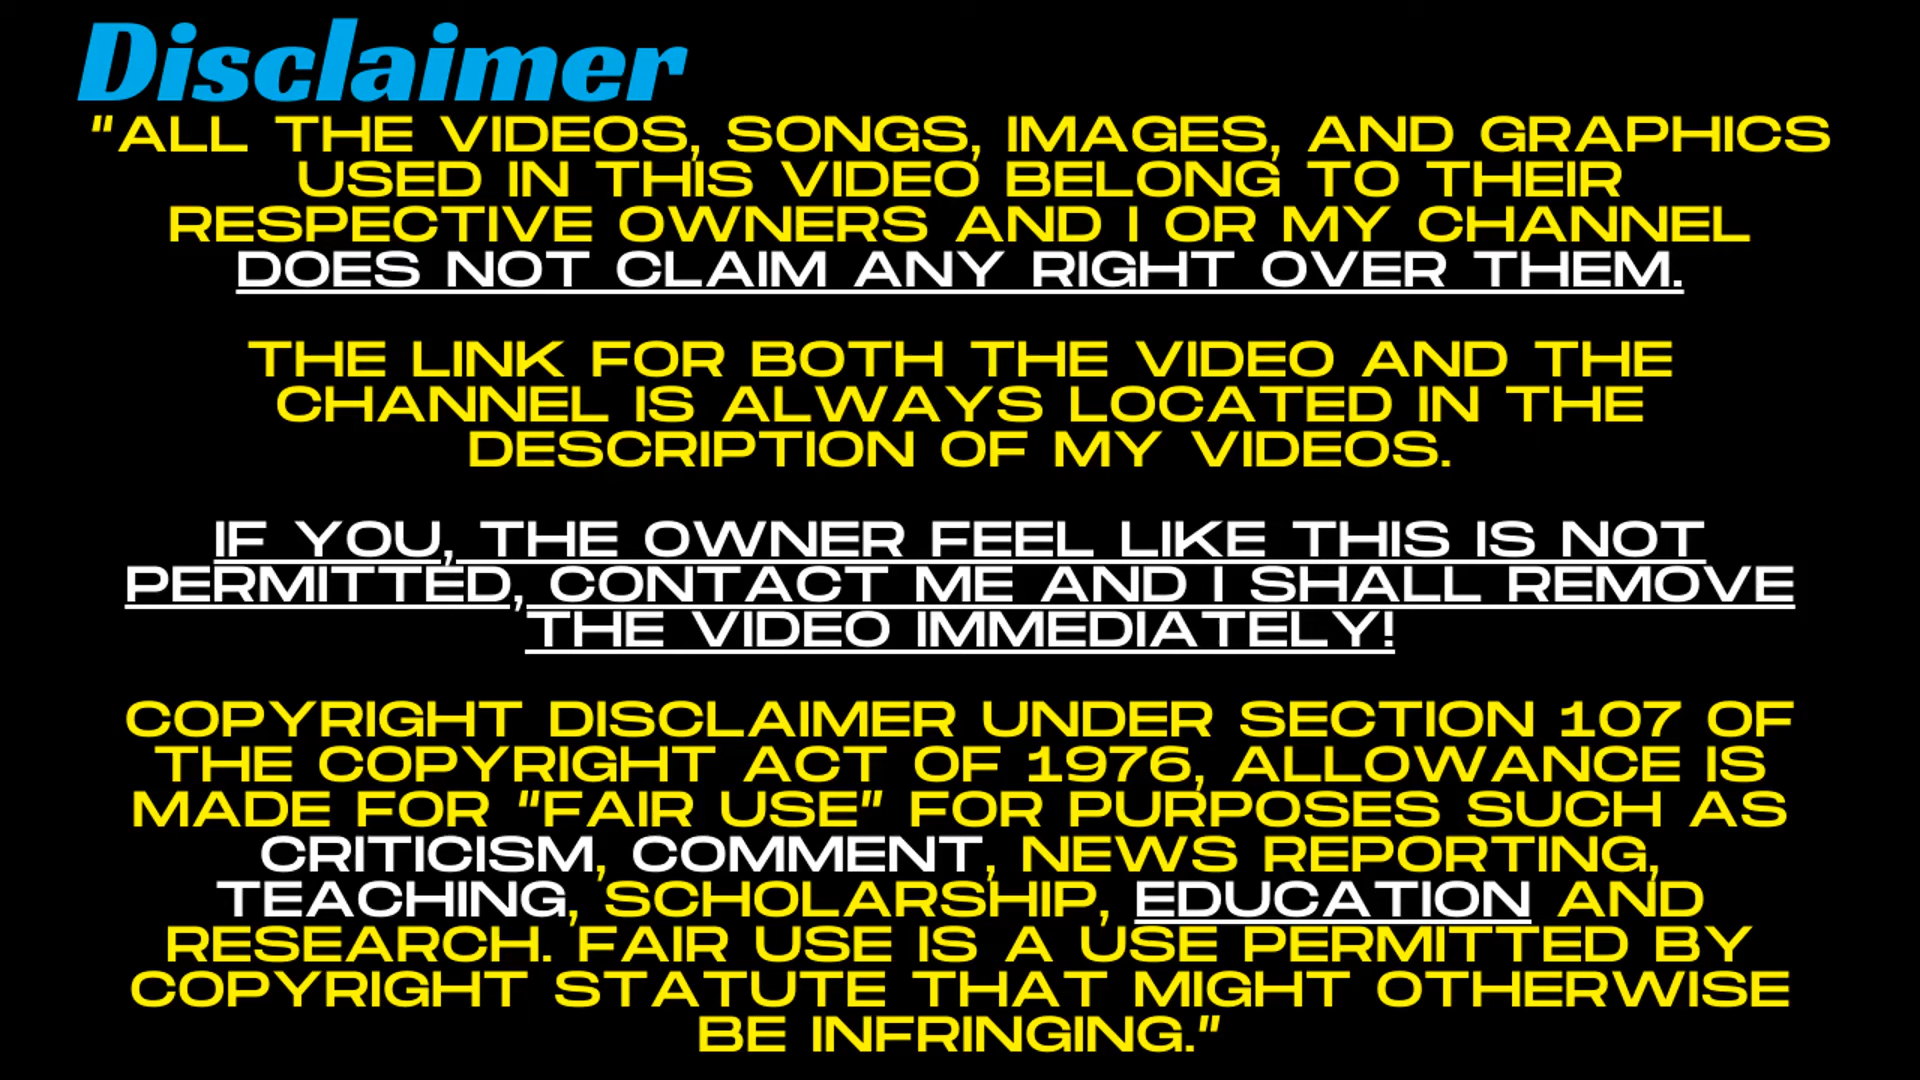 Disclaimer
"ALL THE VIDEOS, SONGS, IMAGES, AND GRAPHICS
USED IN THIS VIDEO BELONG TO THEIR
RESPECTIVE OWNERS AND I OR MY CHANNEL
DOES NOT CLAIM ANY RIGHT OVER THEM.
THE LINK FOR BOTH THE VIDEO AND THE
CHANNEL IS ALWAYS LOCATED IN THE
DESCRIPTION OF MY VIDEOS.
IF YOU, THE OWNER FEEL LIKE THIS IS NOT
PERMITTED, CONTACT ME AND I SHALL REMOVE
THE VIDEO IMMEDIATELY!
COPYRIGHT DISCLAIMER UNDER SECTION 107 OF
THE COPYRIGHT ACT OF 1976, ALLOWANCE IS
MADE FOR "FAIR USE" FOR PURPOSES SUCH AS
CRITICISM, COMMENT, NEWS REPORTING,
TEACHING, SCHOLARSHIP, EDUCATION AND
RESEARCH. FAIR USE IS A USE PERMITTED BY
COPYRIGHT STATUTE THAT MIGHT OTHERWISE
BE INFRINGING."